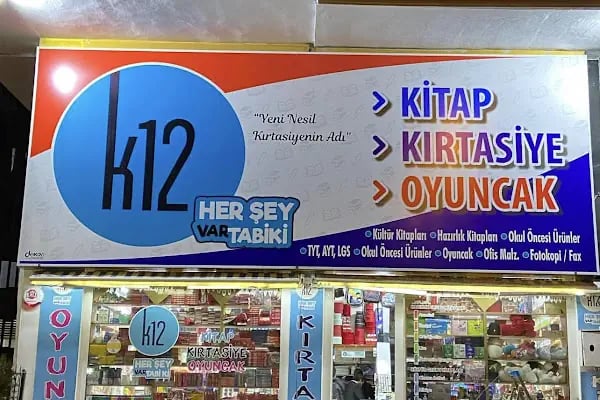 k12
"Yeni Nesil
Kırtasiyenin Adı"
HER ŞEY
VAR TABİKİ
> KİTAP
> KIRTASİYE
> OYUNCAK
•Kültür Kitapları •Hazırlık Kitapları •Okul Öncesi Ürünler
•TYT, AYT, LGS •Okul Öncesi Ürünler •Oyuncak •Ofis Malz. •Fotokopi / Fax
dekor
OYUN
k12
HER ŞEY
VAR TABİKİ
KİTAP
KIRTASİYE
OYUNCAK
k12
KIRTA